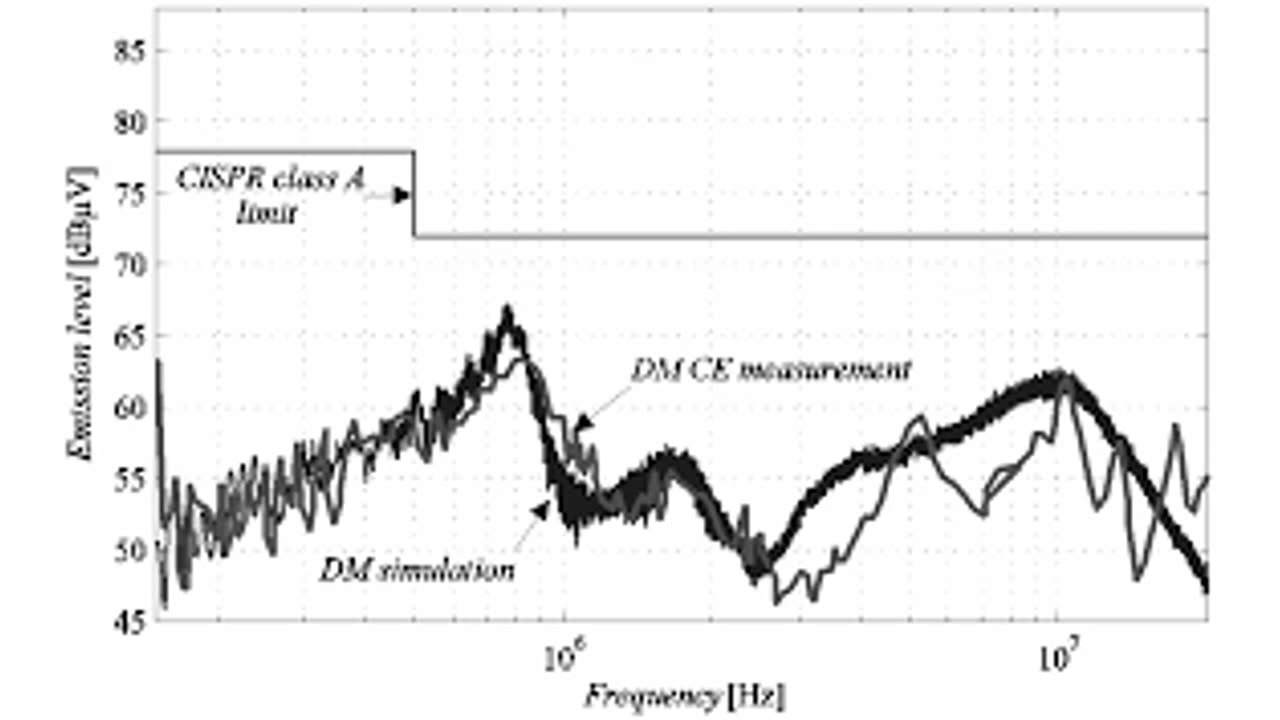 85
80
75
70
65
60
55
50
45
Emission level [dBµV]
CISPR class A
limit
DM CE measurement
DM simulation
10⁶
10⁷
Frequency [Hz]